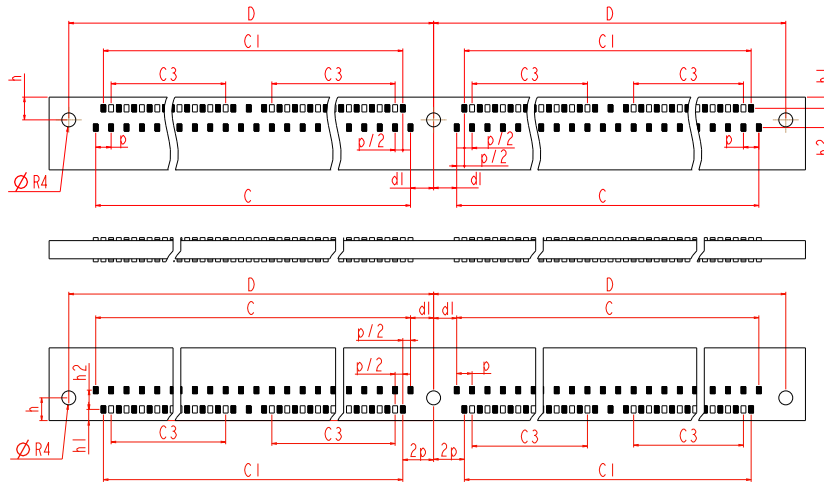 D D
C1 C1
h C3 C3 C3 C3 h1
p p/2 p/2 p
p/2 h2
Ø R4 d1 d1
C C
D D
C d1 d1 C
p/2
h2 p/2 p
h
Ø R4 h1 C3 C3 C3 C3
2p 2p
C1 C1